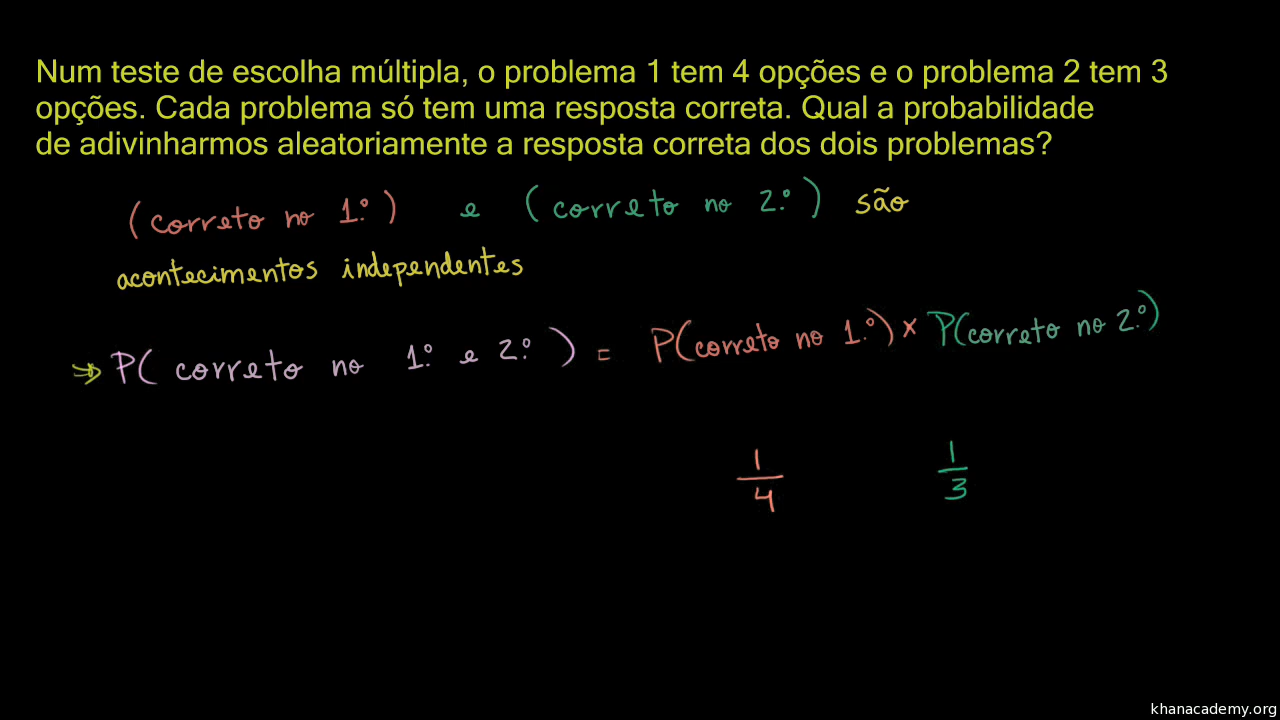 Num teste de escolha múltipla, o problema 1 tem 4 opções e o problema 2 tem 3
opções. Cada problema só tem uma resposta correta. Qual a probabilidade
de adivinharmos aleatoriamente a resposta correta dos dois problemas?
(correto no 1.º) e (correto no 2.º) são
acontecimentos independentes
⇒ P( correto no 1.º e 2.º ) = P(correto no 1.º) × P(correto no 2.º)
1/4 1/3
khanacademy.org